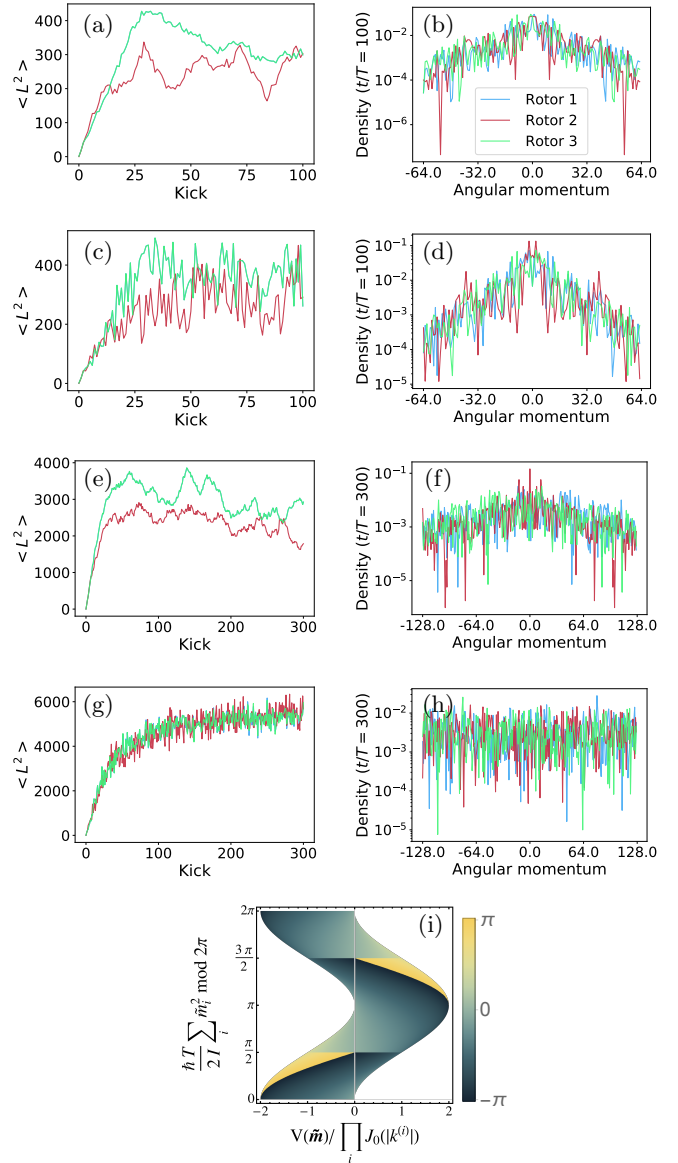 (a)
< L² >
400
300
200
100
0
0 25 50 75 100
Kick
(b)
Density (t/T = 100)
10⁻²
10⁻⁴
10⁻⁶
Rotor 1
Rotor 2
Rotor 3
-64.0 -32.0 0.0 32.0 64.0
Angular momentum
(c)
< L² >
400
200
0
0 25 50 75 100
Kick
(d)
Density (t/T = 100)
10⁻¹
10⁻²
10⁻³
10⁻⁴
10⁻⁵
-64.0 -32.0 0.0 32.0 64.0
Angular momentum
(e)
< L² >
4000
3000
2000
1000
0
0 100 200 300
Kick
(f)
Density (t/T = 300)
10⁻¹
10⁻³
10⁻⁵
-128.0 -64.0 0.0 64.0 128.0
Angular momentum
(g)
< L² >
6000
4000
2000
0
0 100 200 300
Kick
(h)
Density (t/T = 300)
10⁻²
10⁻³
10⁻⁴
10⁻⁵
-128.0 -64.0 0.0 64.0 128.0
Angular momentum
(i)
ħ T / 2 I ∑ᵢ m̃ᵢ² mod 2π
2π
3 π / 2
π
π / 2
0
-2 -1 0 1 2
V(m̃)/ ∏ᵢ J₀(|k⁽ⁱ⁾|)
π
0
-π